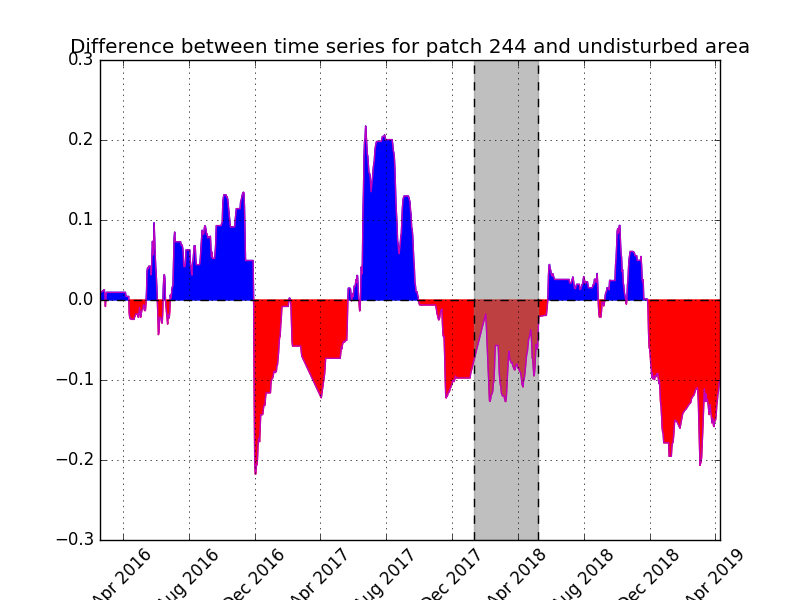 Difference between time series for patch 244 and undisturbed area
0.3
0.2
0.1
0.0
−0.1
−0.2
−0.3
Apr 2016
Aug 2016
Dec 2016
Apr 2017
Aug 2017
Dec 2017
Apr 2018
Aug 2018
Dec 2018
Apr 2019